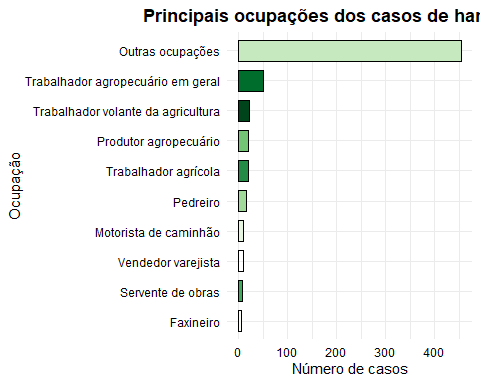 Principais ocupações dos casos de har
Outras ocupações
Trabalhador agropecuário em geral
Trabalhador volante da agricultura
Produtor agropecuário
Trabalhador agrícola
Pedreiro
Motorista de caminhão
Vendedor varejista
Servente de obras
Faxineiro
Ocupação
0 100 200 300 400
Número de casos